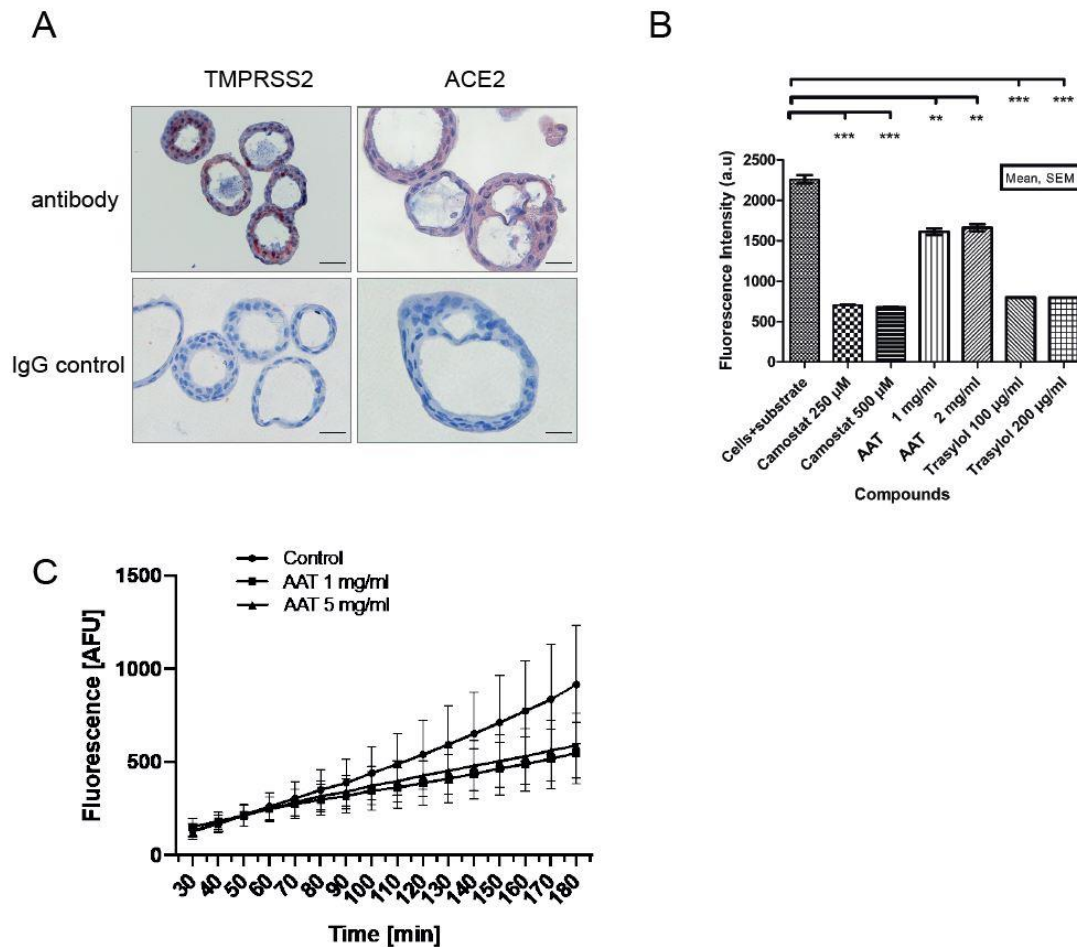 A
TMPRSS2
ACE2
antibody
IgG control
B
*** ***
** **
*** ***
Mean, SEM
Fluorescence Intensity (a.u)
2500
2000
1500
1000
500
0
Cells+substrate
Camostat 250 µM
Camostat 500 µM
AAT 1 mg/ml
AAT 2 mg/ml
Trasylol 100 µg/ml
Trasylol 200 µg/ml
Compounds
C
Control
AAT 1 mg/ml
AAT 5 mg/ml
Fluorescence [AFU]
1500
1000
500
0
30 40 50 60 70 80 90 100 110 120 130 140 150 160 170 180
Time [min]